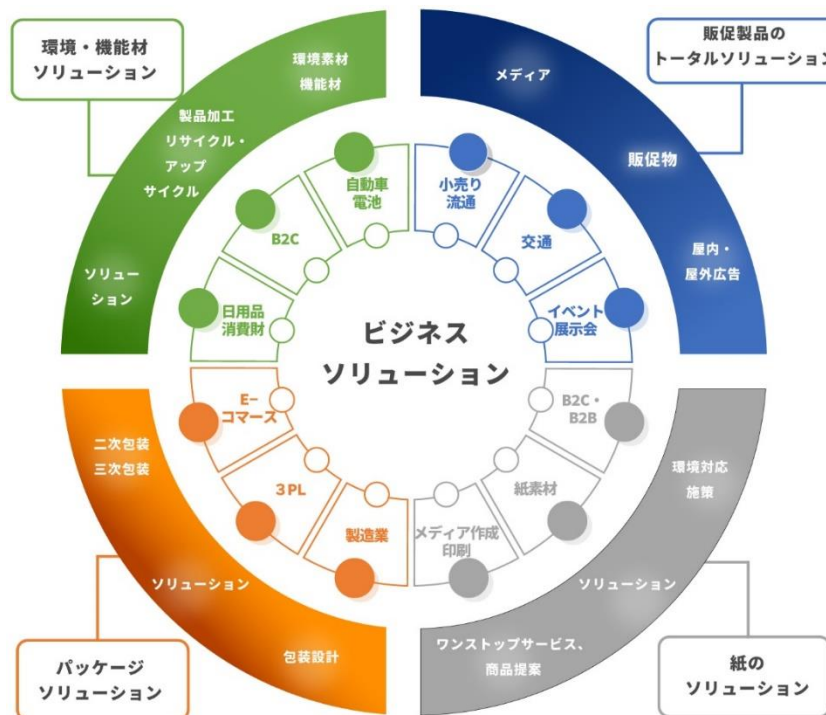 環境・機能材
ソリューション
環境素材
機能材
製品加工
リサイクル・
アップ
サイクル
ソリュー
ション
自動車
電池
B2C
日用品
消費財
販促製品の
トータルソリューション
メディア
販促物
屋内・
屋外広告
小売り
流通
交通
イベント
展示会
ビジネス
ソリューション
E−
コマース
3PL
製造業
二次包装
三次包装
ソリューション
包装設計
パッケージ
ソリューション
B2C・
B2B
紙素材
メディア作成
印刷
環境対応
施策
ソリューション
ワンストップサービス、
商品提案
紙の
ソリューション